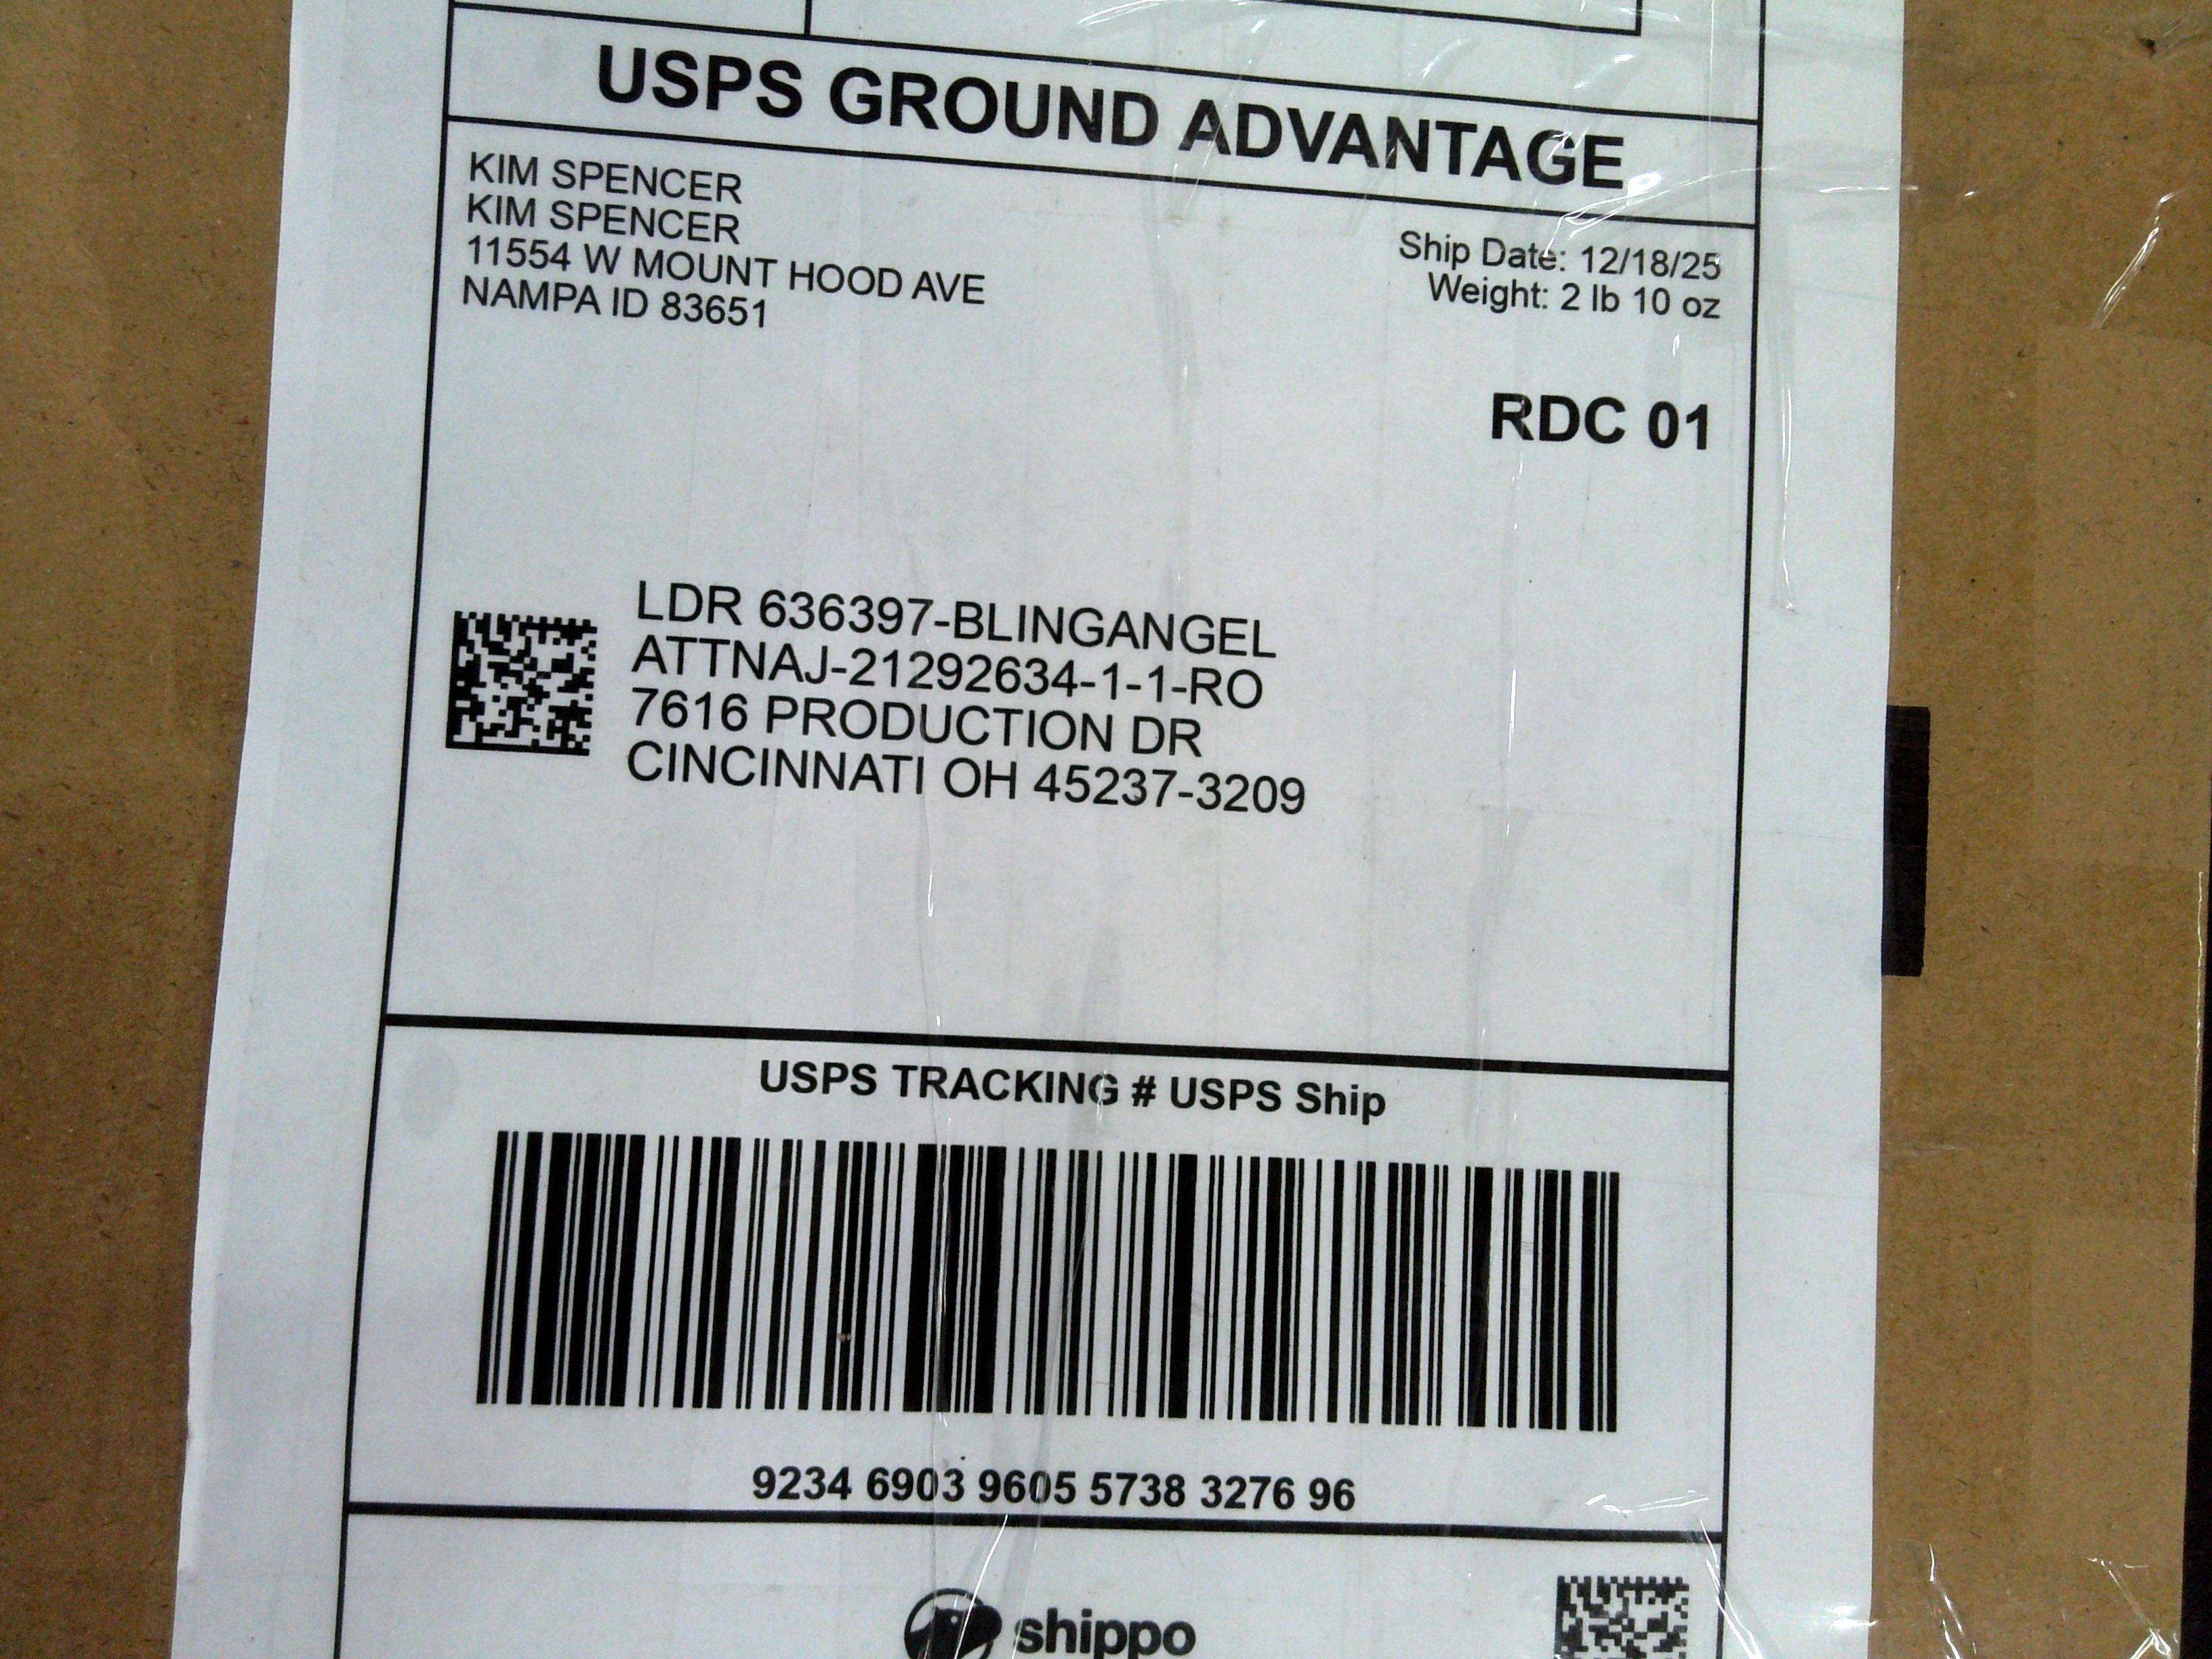 USPS GROUND ADVANTAGE
KIM SPENCER
KIM SPENCER
11554 W MOUNT HOOD AVE
NAMPA ID 83651
Ship Date: 12/18/25
Weight: 2 lb 10 oz
RDC 01
LDR 636397-BLINGANGEL
ATTNAJ-21292634-1-1-RO
7616 PRODUCTION DR
CINCINNATI OH 45237-3209
USPS TRACKING # USPS Ship
9234 6903 9605 5738 3276 96
shippo